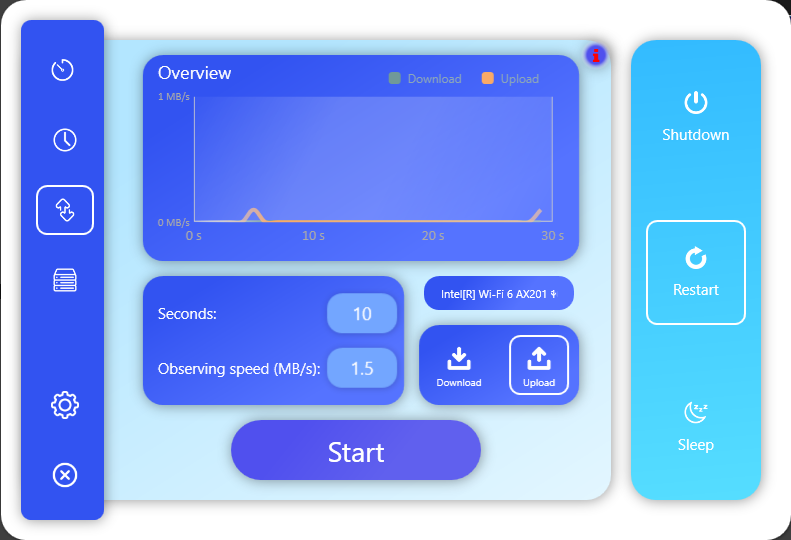 Overview
Download
Upload
1 MB/s
0 MB/s
0 s
10 s
20 s
30 s
Seconds:
10
Observing speed (MB/s):
1.5
Intel[R] Wi-Fi 6 AX201
Download
Upload
Start
Shutdown
Restart
Sleep